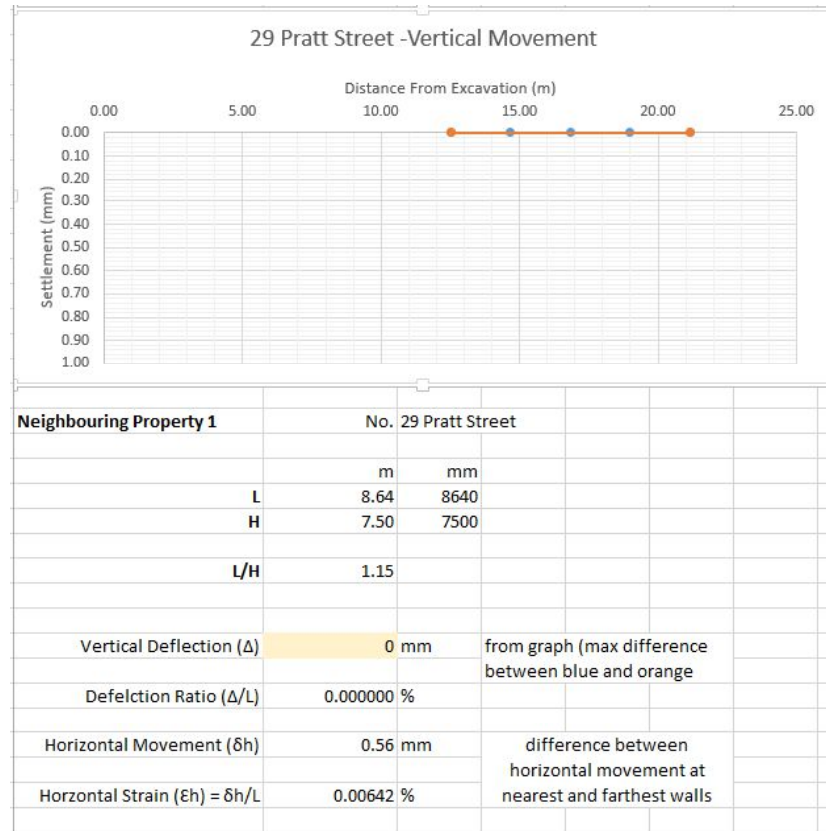 29 Pratt Street -Vertical Movement
Distance From Excavation (m)
0.00 5.00 10.00 15.00 20.00 25.00
Settlement (mm)
0.00
0.10
0.20
0.30
0.40
0.50
0.60
0.70
0.80
0.90
1.00
Neighbouring Property 1 No. 29 Pratt Street
m mm
L 8.64 8640
H 7.50 7500
L/H 1.15
Vertical Deflection (Δ) 0 mm from graph (max difference
between blue and orange
Defelction Ratio (Δ/L) 0.000000 %
Horizontal Movement (δh) 0.56 mm difference between
horizontal movement at
Horzontal Strain (Ɛh) = δh/L 0.00642 % nearest and farthest walls